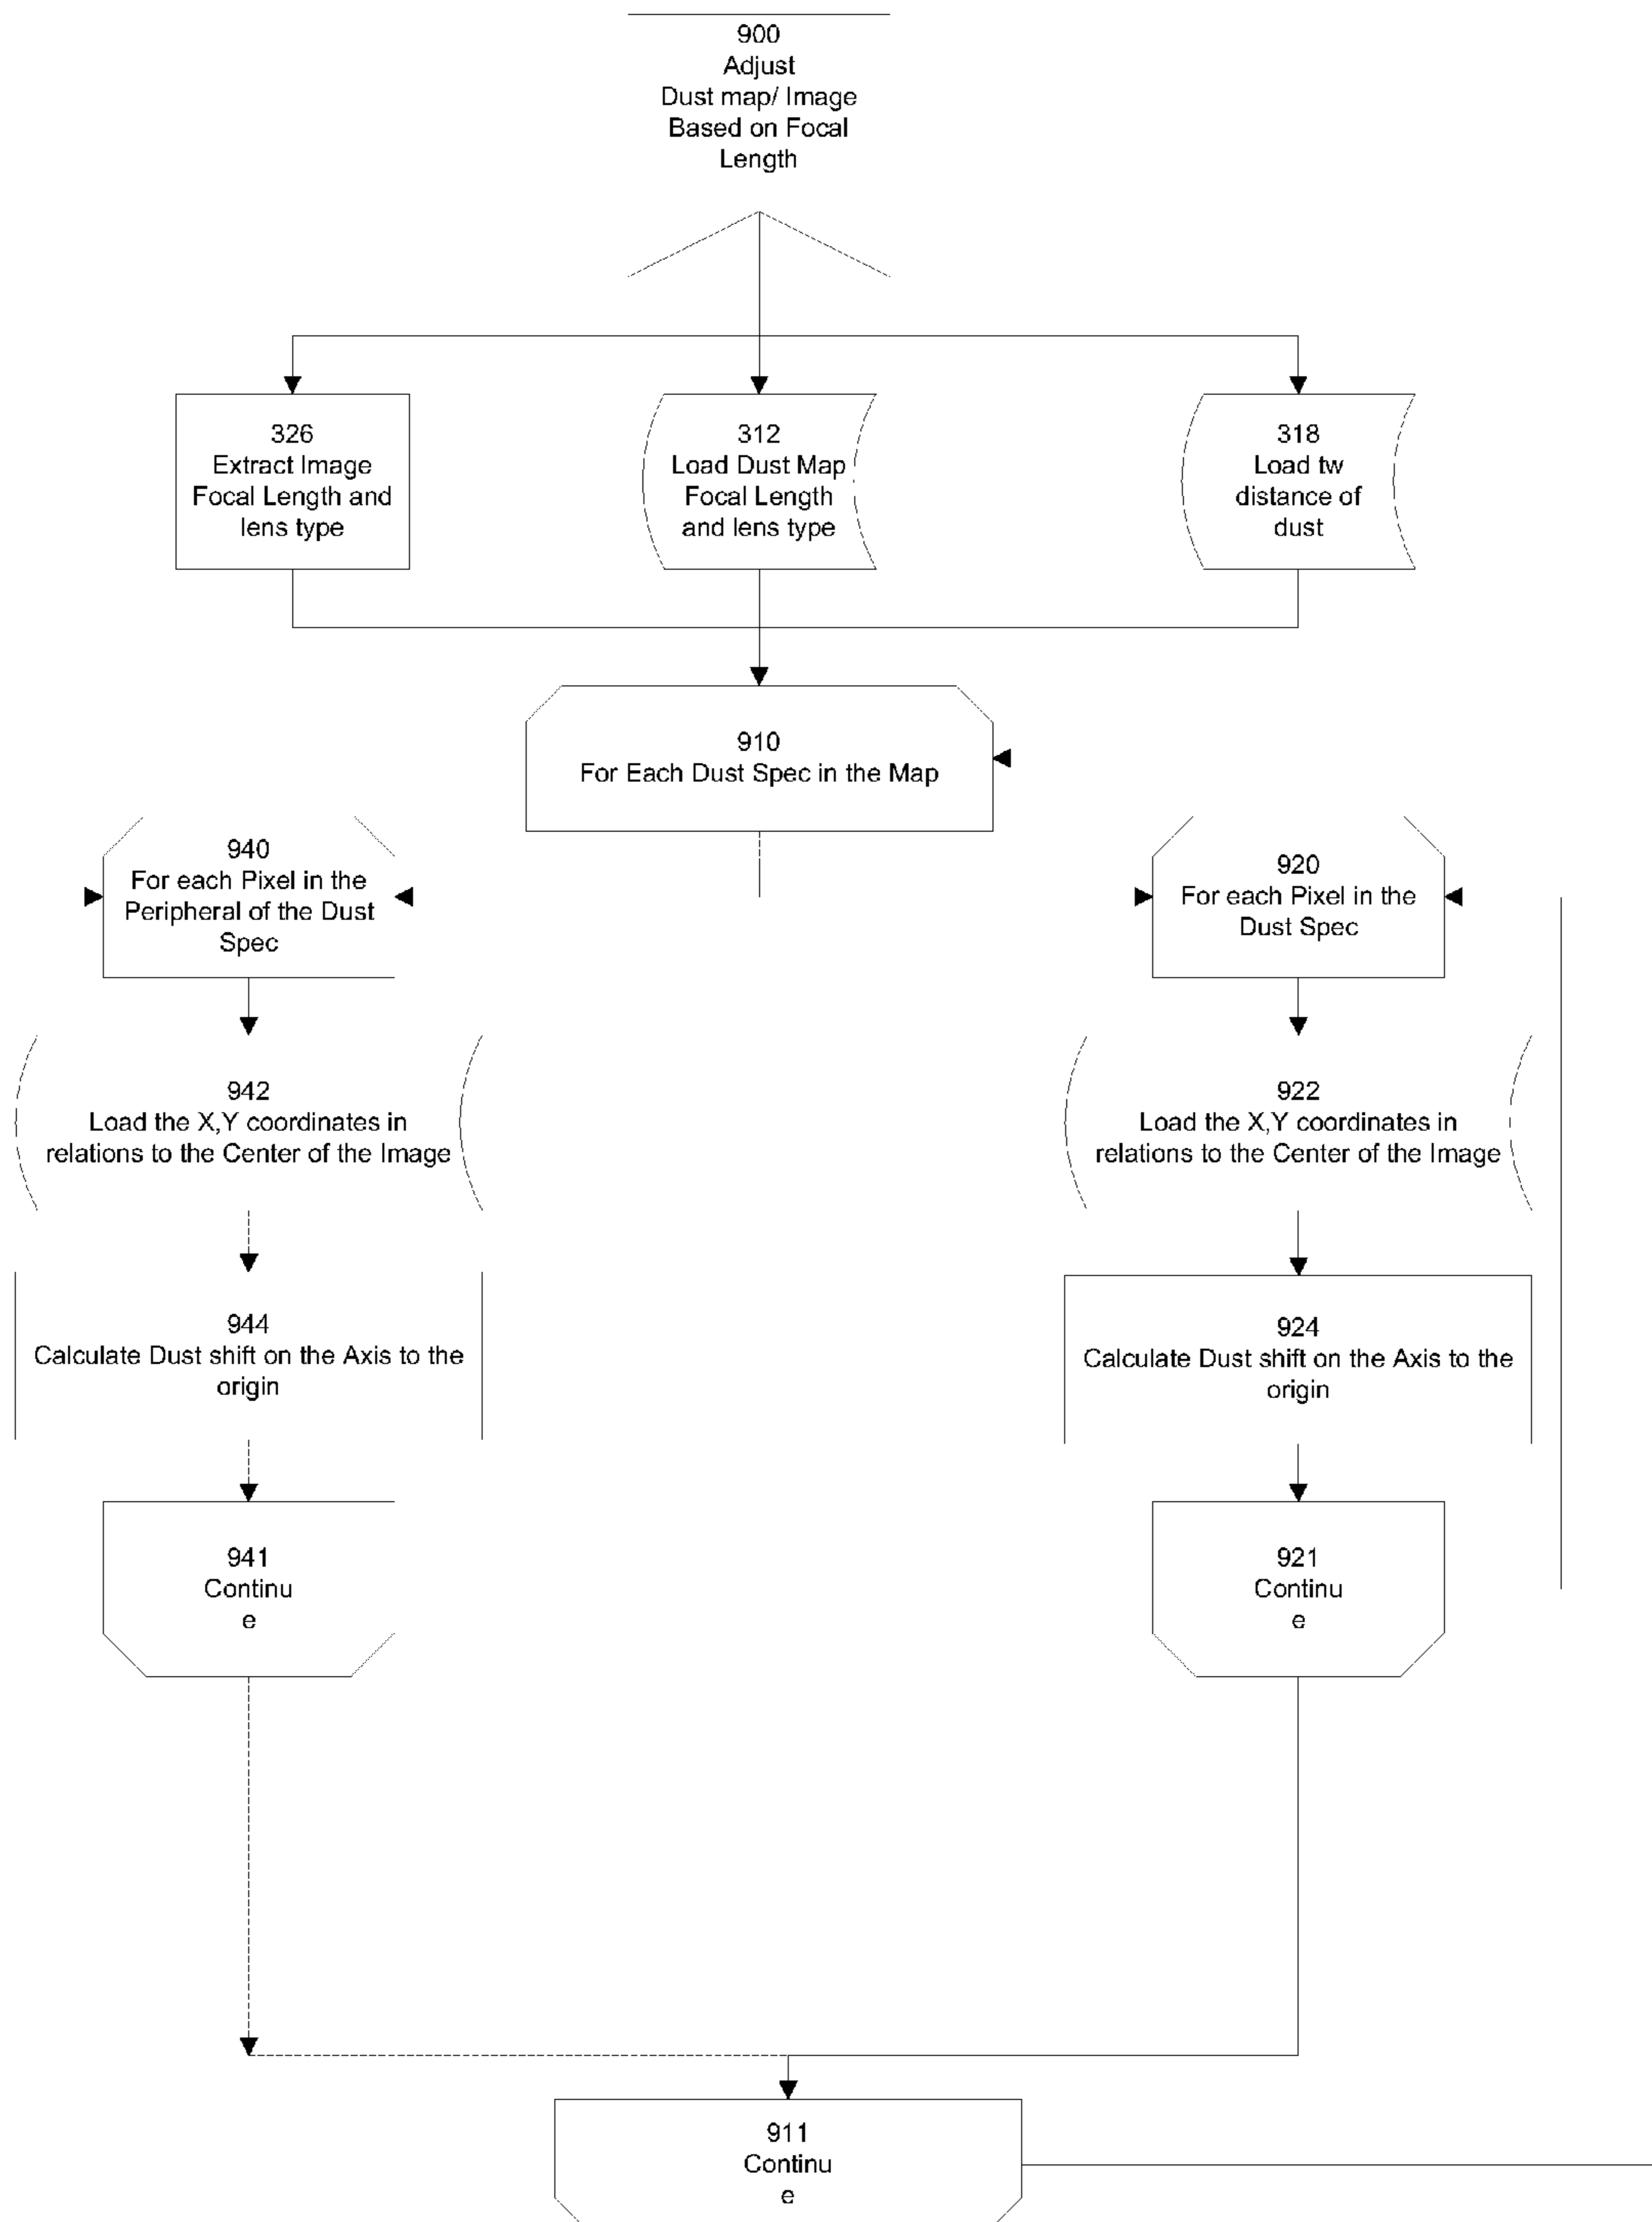 900
Adjust
Dust map/ Image
Based on Focal
Length
326
Extract Image
Focal Length and
lens type
312
Load Dust Map
Focal Length
and lens type
318
Load tw
distance of
dust
910
For Each Dust Spec in the Map
940
For each Pixel in the
Peripheral of the Dust
Spec
920
For each Pixel in the
Dust Spec
942
Load the X,Y coordinates in
relations to the Center of the Image
922
Load the X,Y coordinates in
relations to the Center of the Image
944
Calculate Dust shift on the Axis to the
origin
924
Calculate Dust shift on the Axis to the
origin
941
Continu
e
921
Continu
e
911
Continu
e